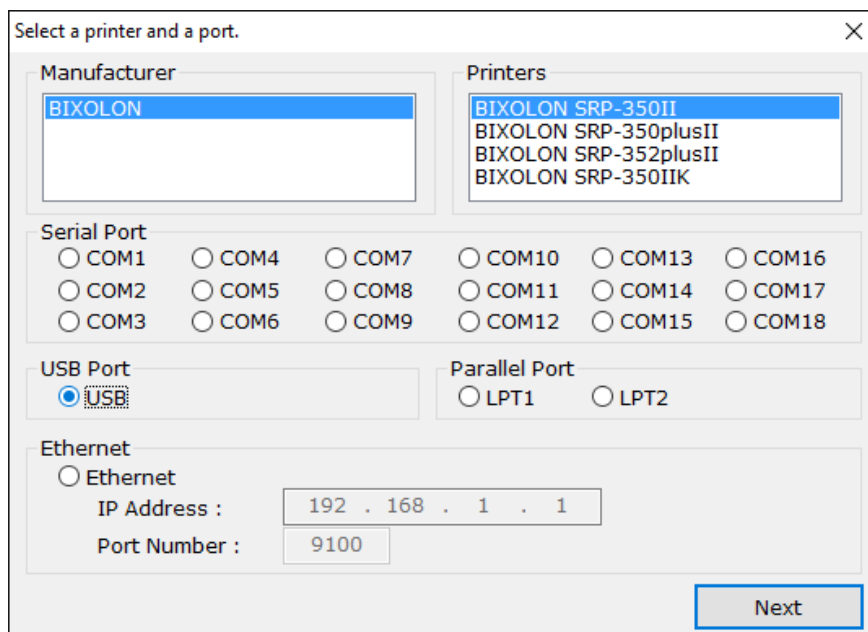 Select a printer and a port.
Manufacturer
BIXOLON
Printers
BIXOLON SRP-350II
BIXOLON SRP-350plusII
BIXOLON SRP-352plusII
BIXOLON SRP-350IIK
Serial Port
COM1 COM4 COM7 COM10 COM13 COM16
COM2 COM5 COM8 COM11 COM14 COM17
COM3 COM6 COM9 COM12 COM15 COM18
USB Port
USB
Parallel Port
LPT1 LPT2
Ethernet
Ethernet
IP Address : 192 . 168 . 1 . 1
Port Number : 9100
Next